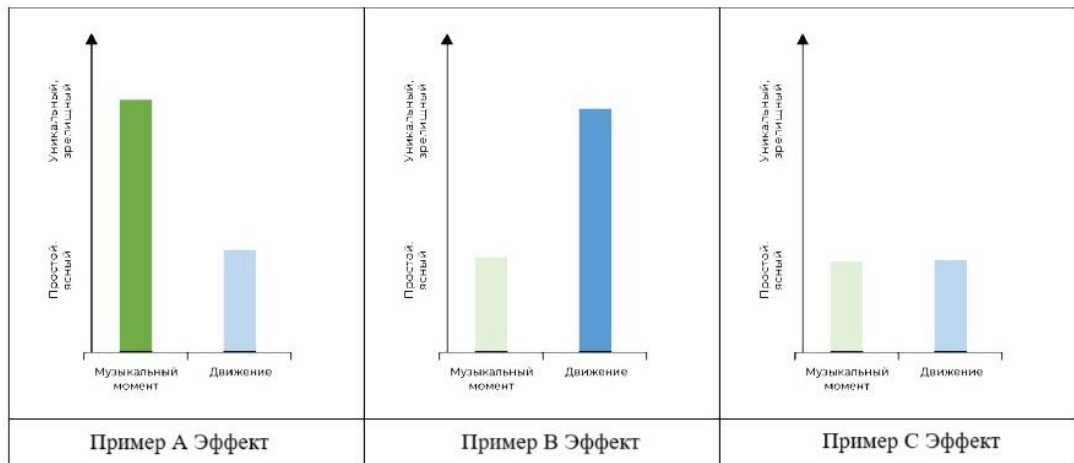 Уникальный,
зрелищный
Простой,
ясный
Музыкальный
момент
Движение
Пример А Эффект
Уникальный,
зрелищный
Простой,
ясный
Музыкальный
момент
Движение
Пример В Эффект
Уникальный,
зрелищный
Простой,
ясный
Музыкальный
момент
Движение
Пример С Эффект